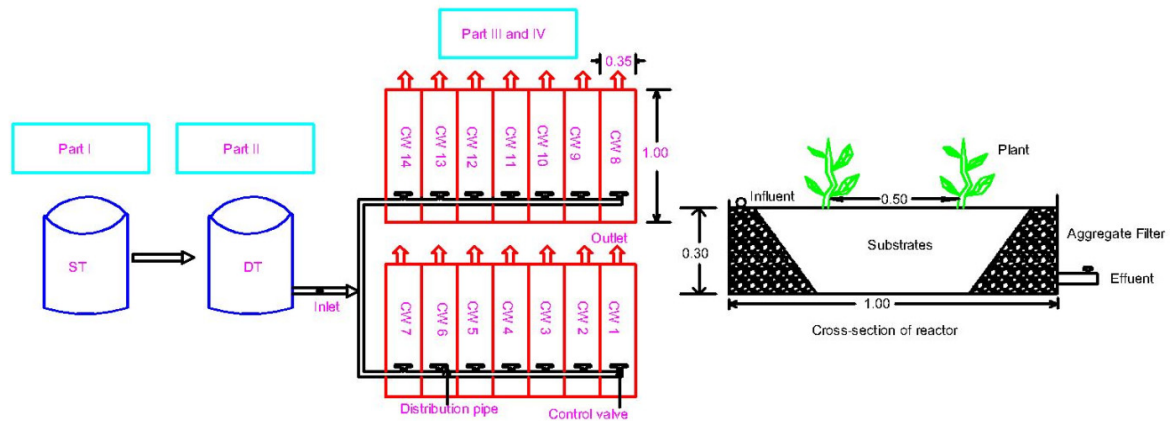 Part I
Part II
Part III and IV
ST
DT
Inlet
0.35
1.00
CW 14
CW 13
CW 12
CW 11
CW 10
CW 9
CW 8
Outlet
CW 7
CW 6
CW 5
CW 4
CW 3
CW 2
CW 1
Distribution pipe
Control valve
Plant
Influent
0.50
Aggregate Filter
Substrates
0.30
Effuent
1.00
Cross-section of reactor